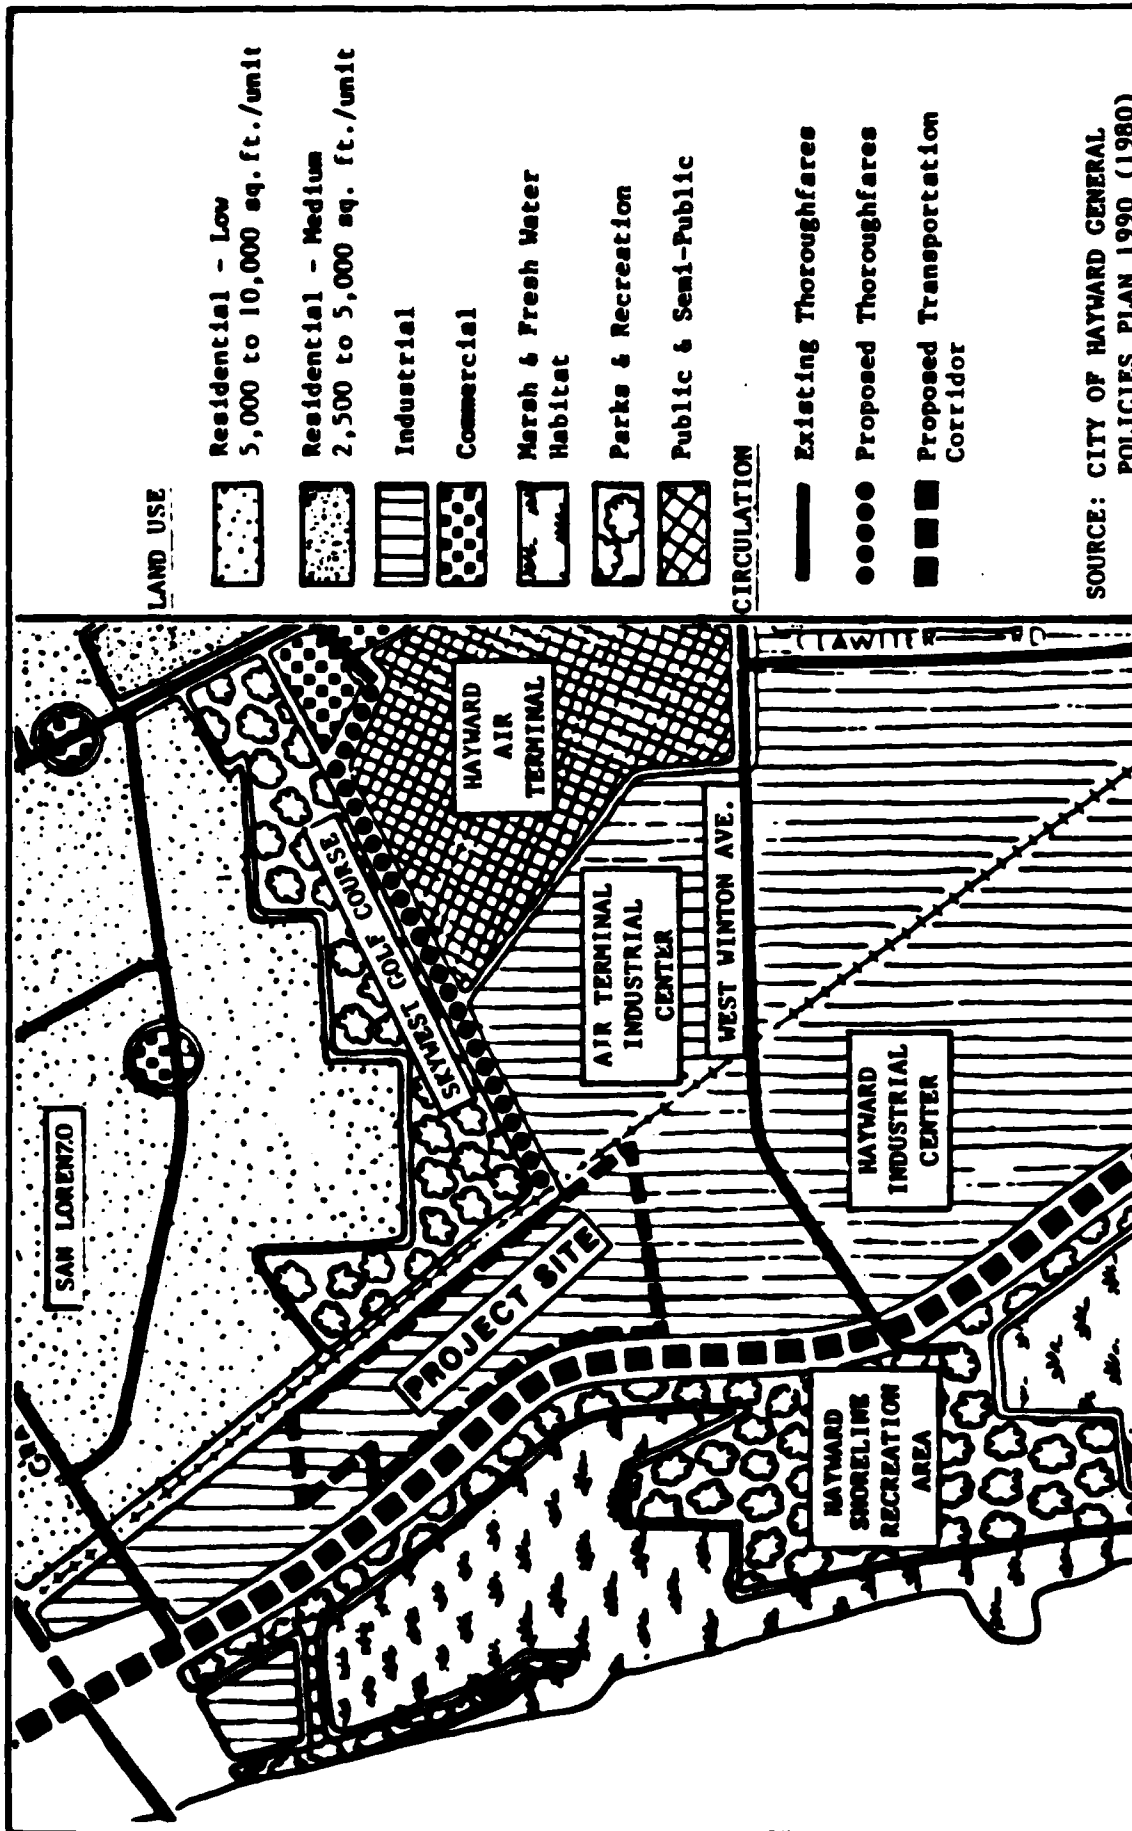 SAN LORENZO
GRA
SKYWEST GOLF COURSE
HAYWARD
AIR
TERMINAL
PROJECT SITE
AIR TERMINAL
INDUSTRIAL
CENTER
WEST WINTON AVE.
CLAWITER RD
HAYWARD
INDUSTRIAL
CENTER
HAYWARD
SHORELINE
RECREATION
AREA
LAND USE
Residential - Low
5,000 to 10,000 sq.ft./unit
Residential - Medium
2,500 to 5,000 sq. ft./unit
Industrial
Commercial
Marsh & Fresh Water
Habitat
Parks & Recreation
Public & Semi-Public
CIRCULATION
Existing Thoroughfares
Proposed Thoroughfares
Proposed Transportation
Corridor
SOURCE: CITY OF HAYWARD GENERAL
POLICIES PLAN 1990 (1980)